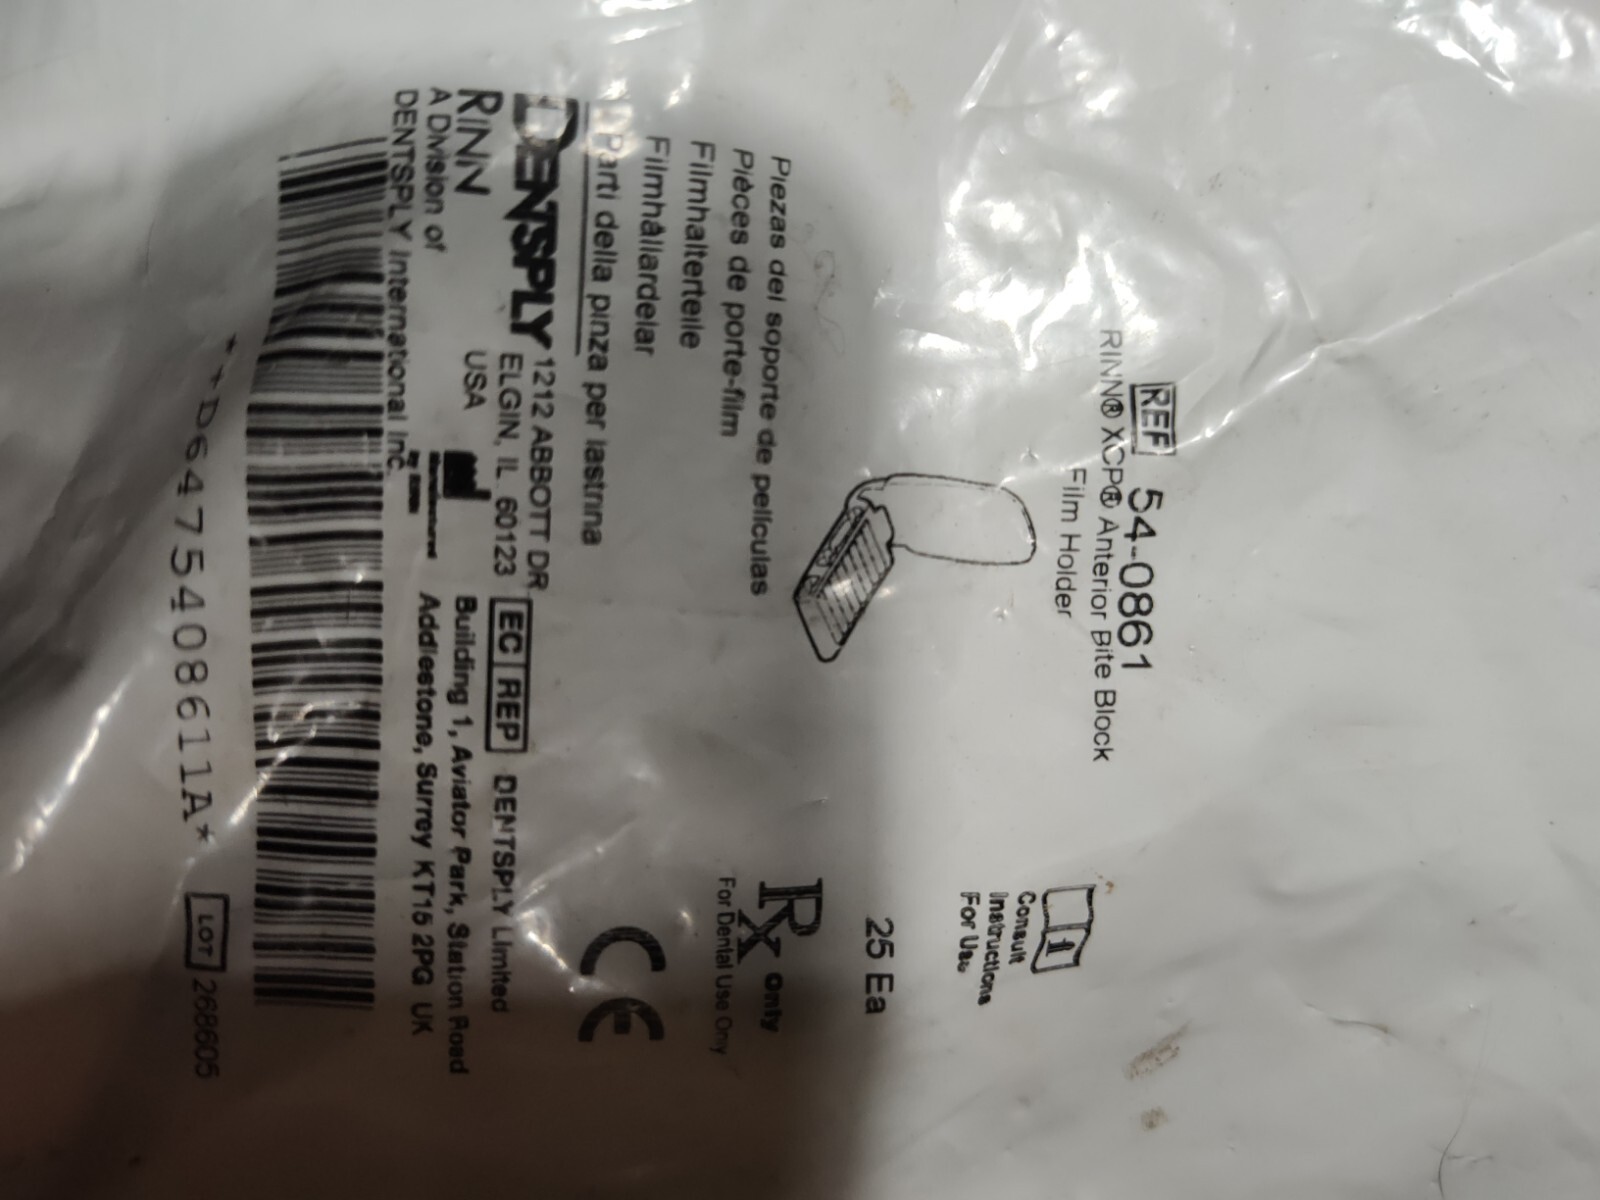 REF 54-0861
RINN® XCP® Anterior Bite Block
Film Holder
Consult
Instructions
For Use
25 Ea
Rx Only
For Dental Use Only
Piezas del soporte de películas
Pièces de porte-film
Filmhalterteile
Filmhållardelar
Parti della pinza per lastrina
DENSPLY
RINN
A Division of
DENTSPLY International Inc.
1212 ABBOTT DR
ELGIN, IL 60123
USA
EC REP DENTSPLY Limited
Building 1, Aviator Park, Station Road
Addlestone, Surrey KT15 2PG UK
CE
*+D6475408611A*
LOT 268605